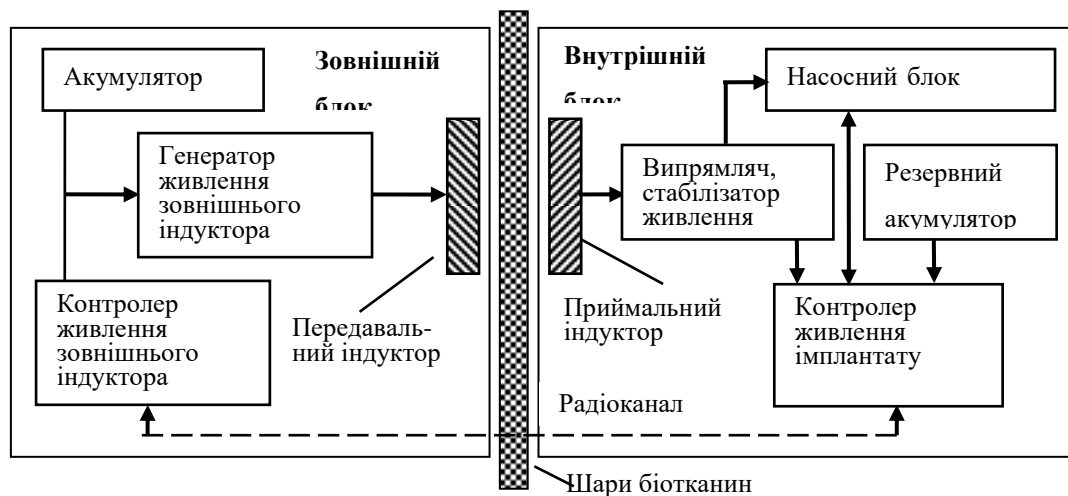 Акумулятор
Зовнішній
блок
Генератор
живлення
зовнішнього
індуктора
Контролер
живлення
зовнішнього
індуктора
Передаваль-
ний індуктор
Внутрішній
блок
Насосний блок
Випрямляч,
стабілізатор
живлення
Резервний
акумулятор
Приймальний
індуктор
Контролер
живлення
імплантату
Радіоканал
Шари біотканин